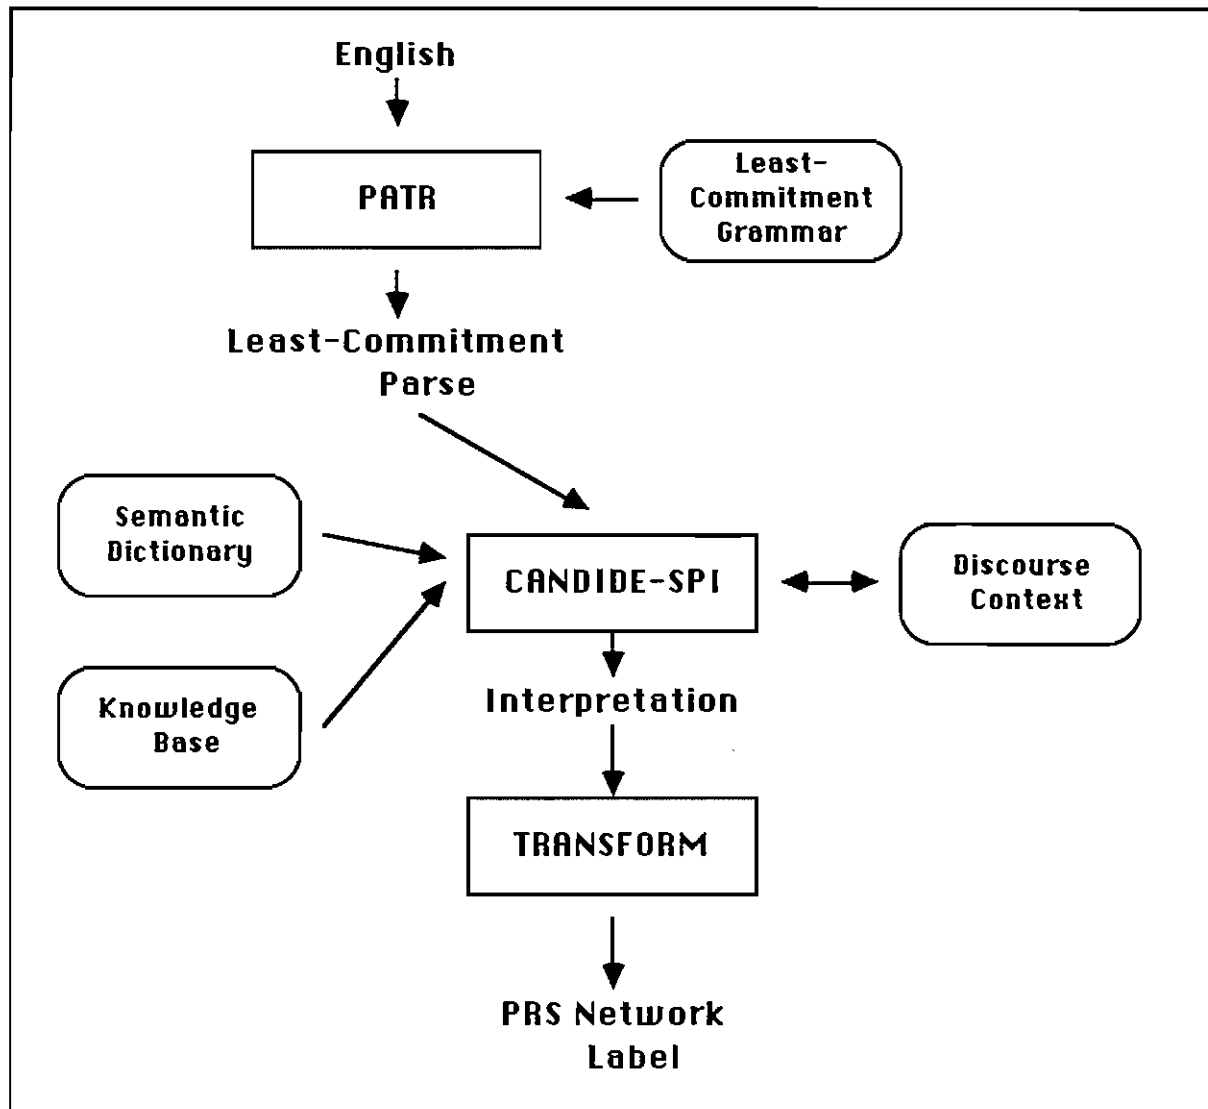 English
PATR
Least-
Commitment
Grammar
Least-Commitment
Parse
Semantic
Dictionary
CANDIDE-SPI
Discourse
Context
Knowledge
Base
Interpretation
TRANSFORM
PRS Network
Label